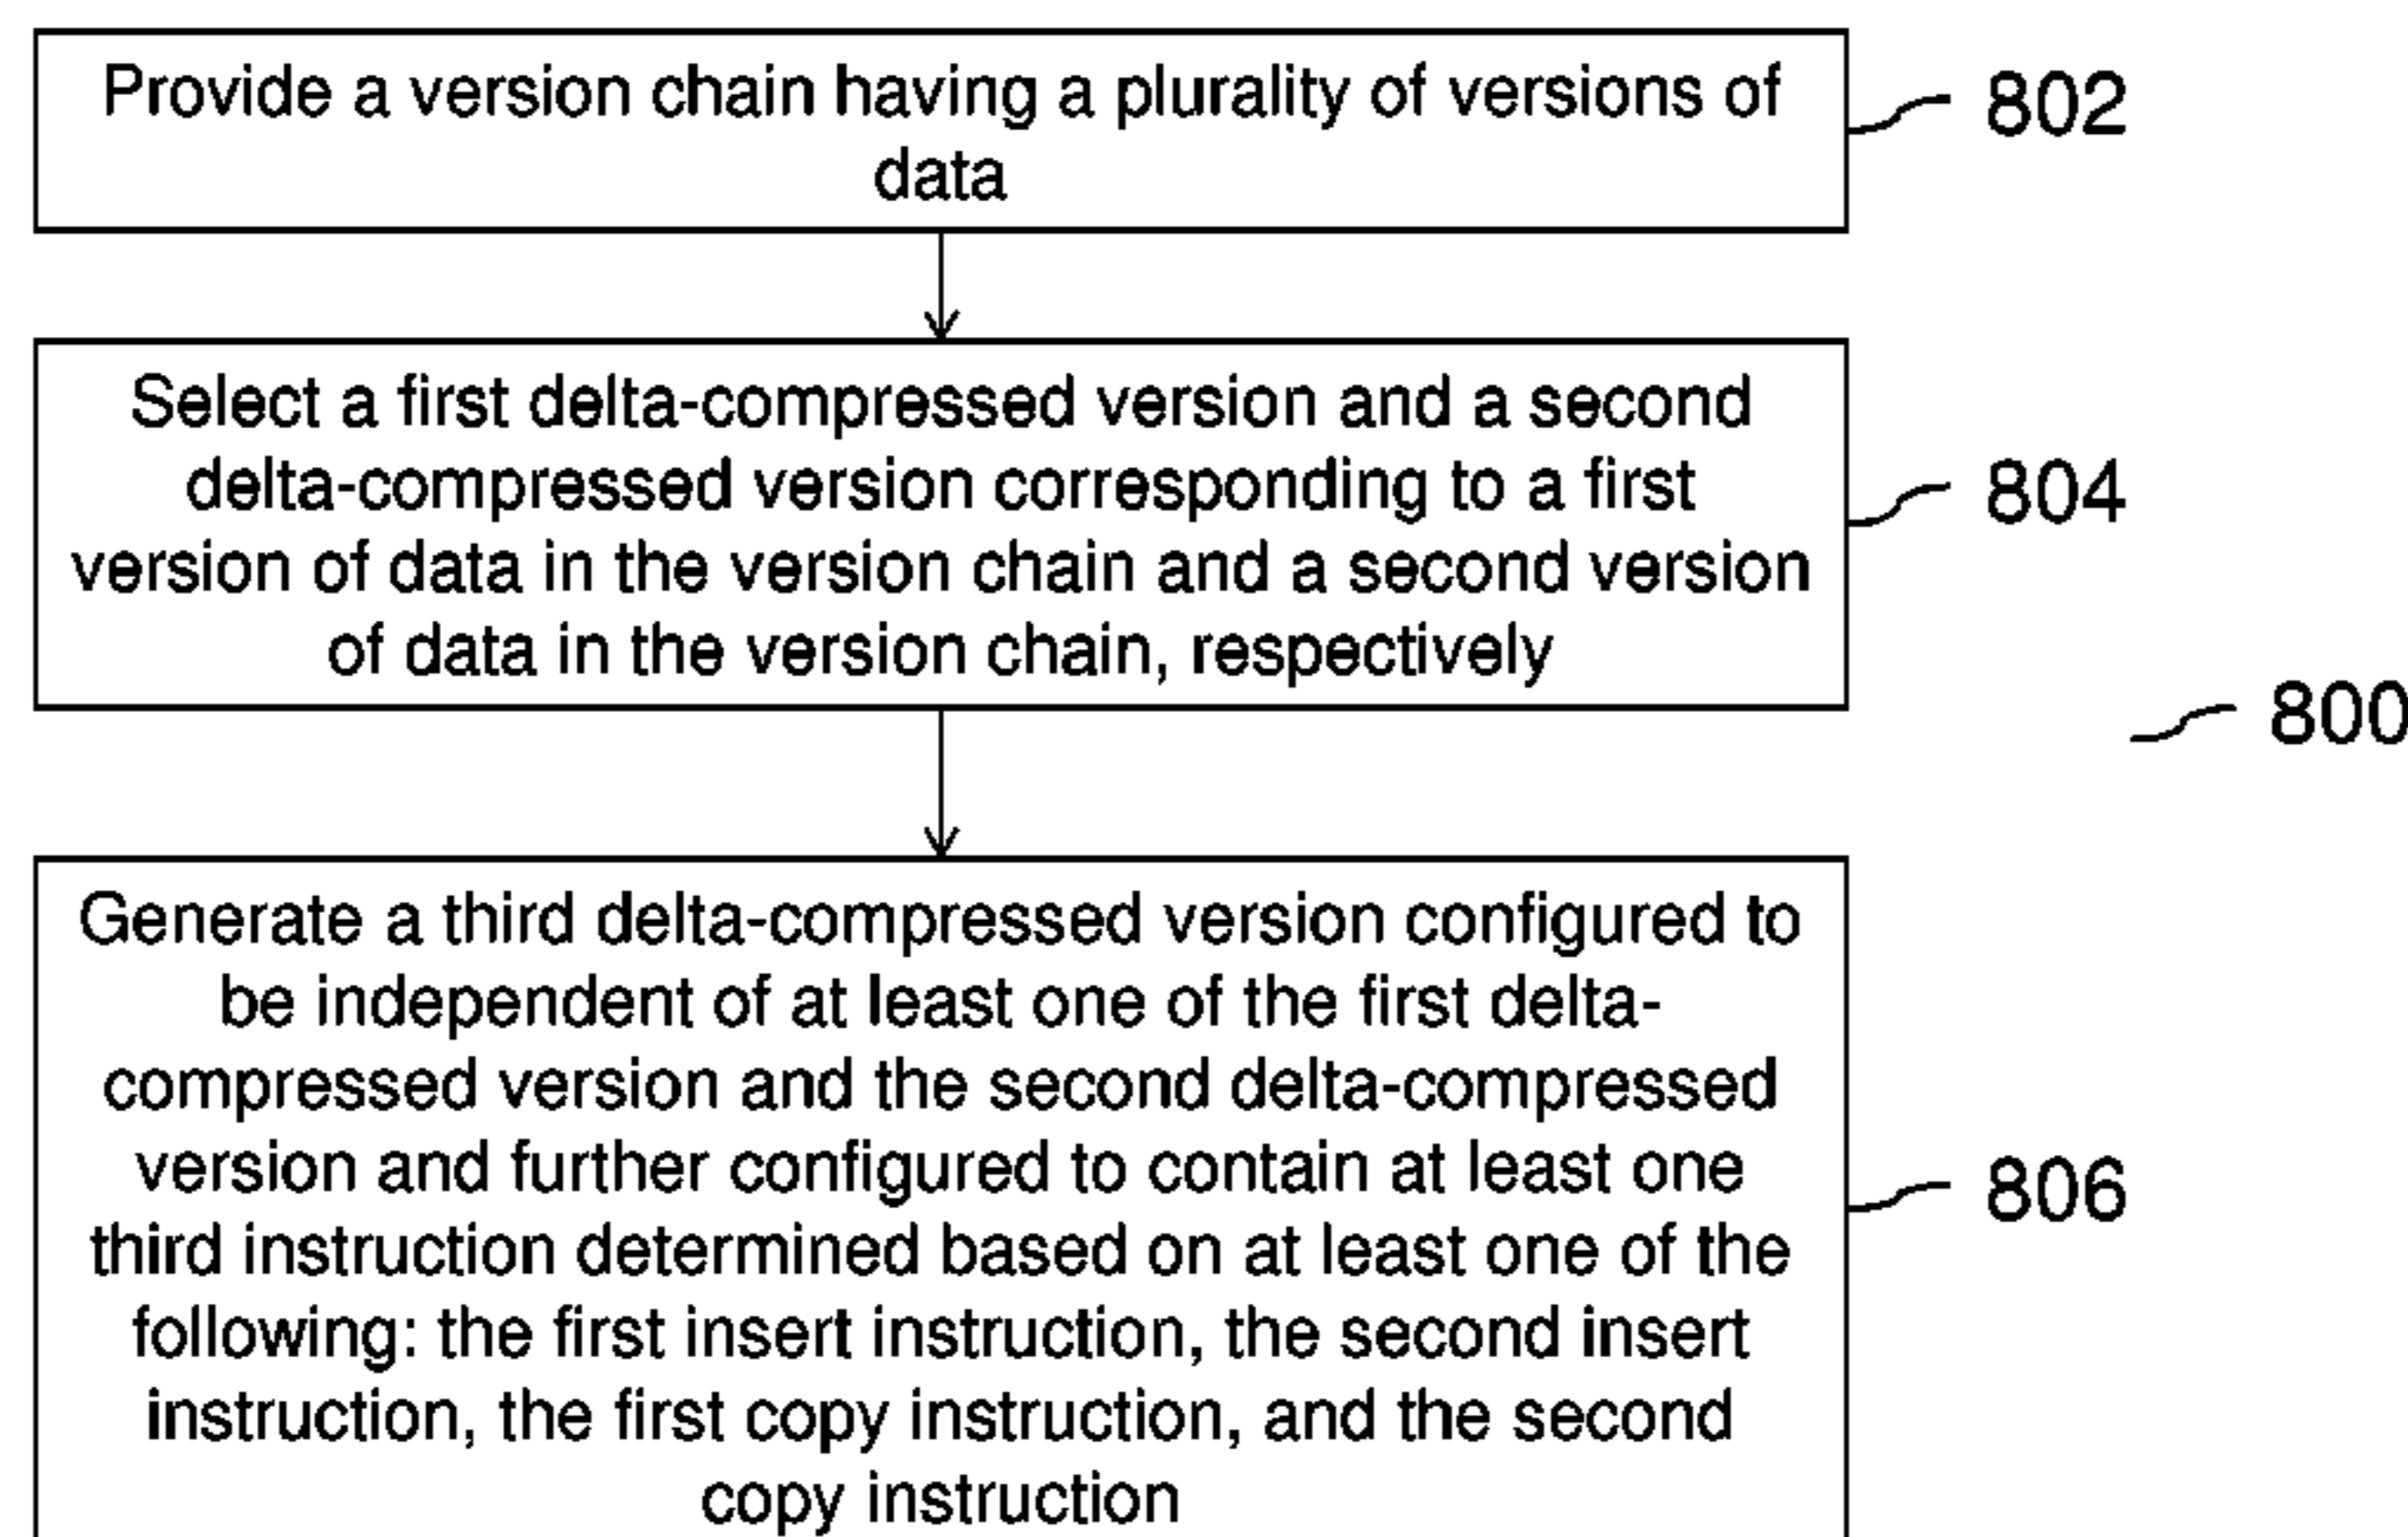 Provide a version chain having a plurality of versions of
data
802
Select a first delta-compressed version and a second
delta-compressed version corresponding to a first
version of data in the version chain and a second version
of data in the version chain, respectively
804
800
Generate a third delta-compressed version configured to
be independent of at least one of the first delta-
compressed version and the second delta-compressed
version and further configured to contain at least one
third instruction determined based on at least one of the
following: the first insert instruction, the second insert
instruction, the first copy instruction, and the second
copy instruction
806